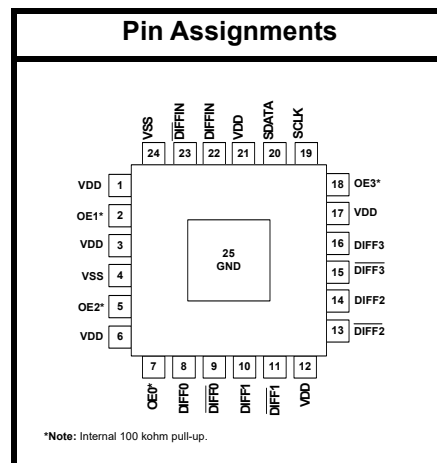 Pin Assignments
VSS
DIFFIN
DIFFIN
VDD
SDATA
SCLK
24 23 22 21 20 19
VDD 1
OE1* 2
VDD 3
VSS 4
OE2* 5
VDD 6
25
GND
18 OE3*
17 VDD
16 DIFF3
15 DIFF3
14 DIFF2
13 DIFF2
7 8 9 10 11 12
OE0*
DIFF0
DIFF0
DIFF1
DIFF1
VDD
*Note: Internal 100 kohm pull-up.